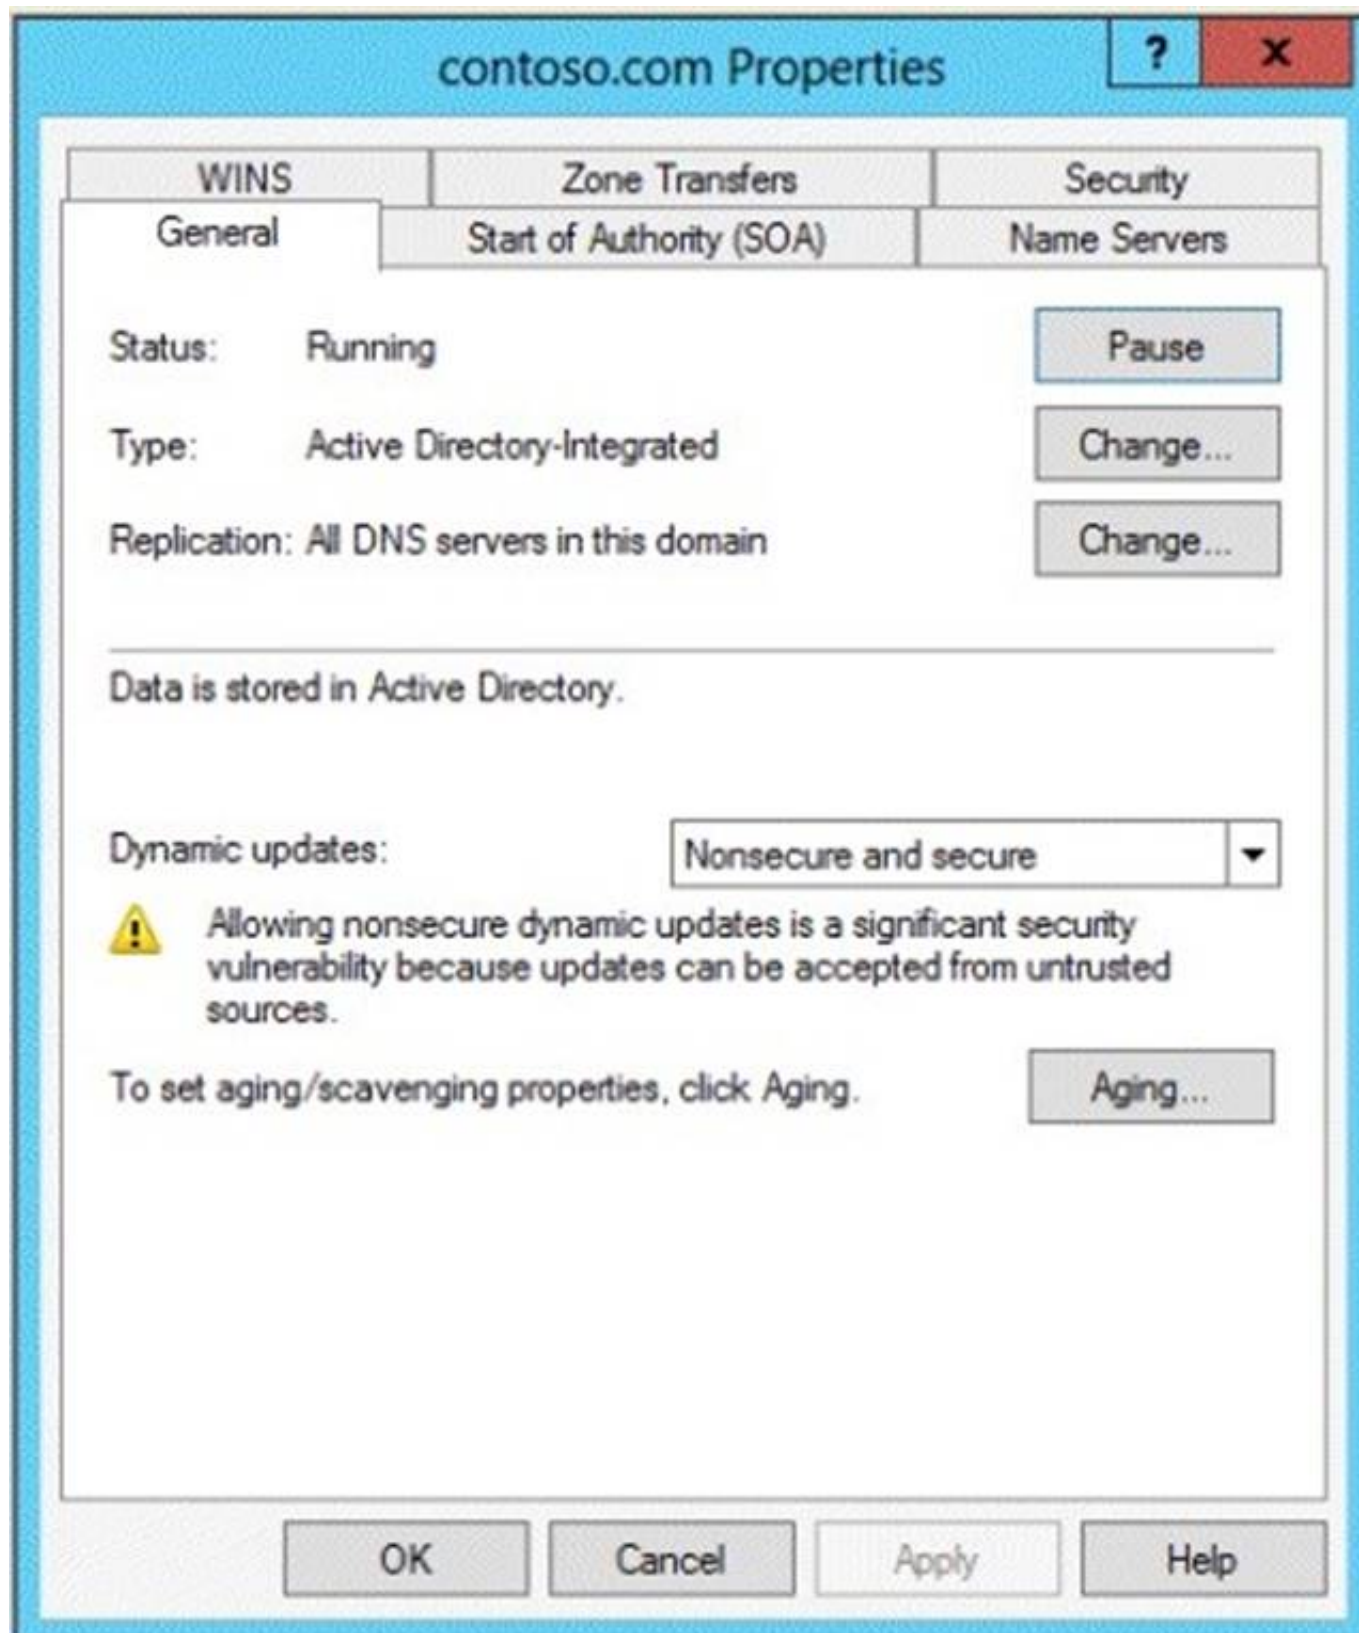 contoso.com Properties
?
x
WINS
Zone Transfers
Security
General
Start of Authority (SOA)
Name Servers
Status: Running
Pause
Type: Active Directory-Integrated
Change...
Replication: All DNS servers in this domain
Change...
Data is stored in Active Directory.
Dynamic updates:
Nonsecure and secure
Allowing nonsecure dynamic updates is a significant security
vulnerability because updates can be accepted from untrusted
sources.
To set aging/scavenging properties, click Aging.
Aging...
OK
Cancel
Apply
Help